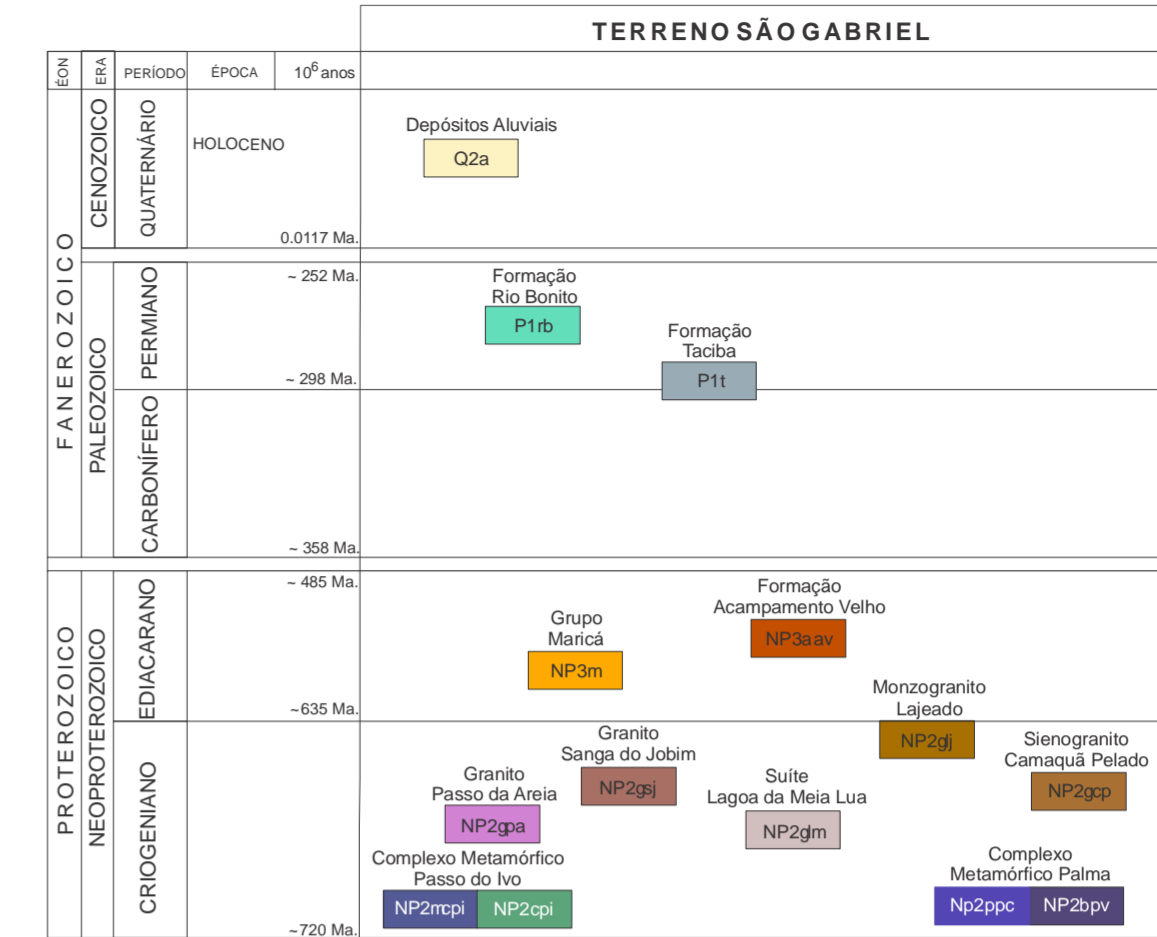 TERRENO SÃO GABRIEL
ÉON ERA PERÍODO ÉPOCA 10⁶ anos
FANEROZOICO
CENOZOICO
QUATERNÁRIO
HOLOCENO
Depósitos Aluviais
Q2a
0.0117 Ma.
PALEOZOICO
PERMIANO
~ 252 Ma.
Formação
Rio Bonito
P1rb
Formação
Taciba
P1t
~ 298 Ma.
CARBONÍFERO
~ 358 Ma.
PROTEROZOICO
NEOPROTEROZOICO
EDIACARANO
~ 485 Ma.
Formação
Acampamento Velho
NP3aav
Grupo
Maricá
NP3m
~635 Ma.
Monzogranito
Lajeado
NP2glj
CRIOGENIANO
Granito
Sanga do Jobim
NP2gsj
Sienogranito
Camaquã Pelado
NP2gcp
Granito
Passo da Areia
NP2gpa
Suíte
Lagoa da Meia Lua
NP2glm
Complexo Metamórfico
Passo do Ivo
NP2mcpi NP2cpi
Complexo
Metamórfico Palma
Np2ppc NP2bpv
~720 Ma.